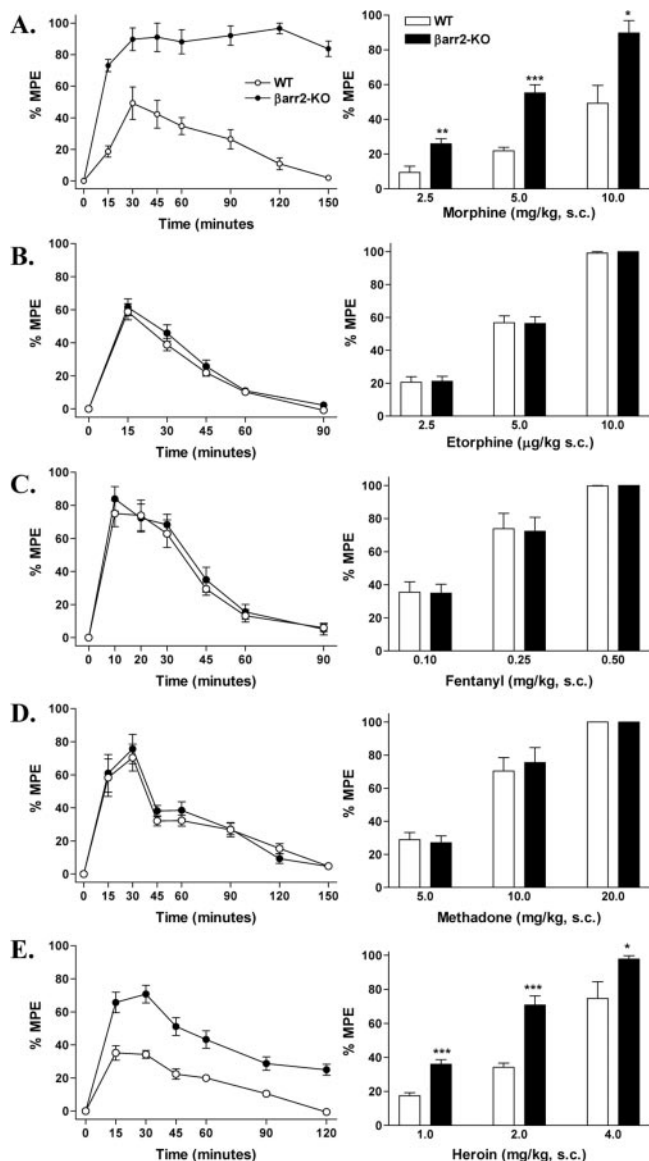 A.
100
80
60
40
20
0
% MPE
WT
βarr2-KO
0 15 30 45 60 90 120 150
Time (minutes
100
80
60
40
20
0
% MPE
WT
βarr2-KO
**
***
*
2.5 5.0 10.0
Morphine (mg/kg, s.c.)
B.
100
80
60
40
20
0
% MPE
0 15 30 45 60 90
Time (minutes)
100
80
60
40
20
0
% MPE
2.5 5.0 10.0
Etorphine (μg/kg s.c.)
C.
100
80
60
40
20
0
% MPE
0 10 20 30 45 60 90
Time (minutes)
100
80
60
40
20
0
% MPE
0.10 0.25 0.50
Fentanyl (mg/kg, s.c.)
D.
100
80
60
40
20
0
% MPE
0 15 30 45 60 90 120 150
Time (minutes)
100
80
60
40
20
0
% MPE
5.0 10.0 20.0
Methadone (mg/kg, s.c.)
E.
100
80
60
40
20
0
% MPE
0 15 30 45 60 90 120
Time (minutes)
100
80
60
40
20
0
% MPE
***
***
*
1.0 2.0 4.0
Heroin (mg/kg, s.c.)